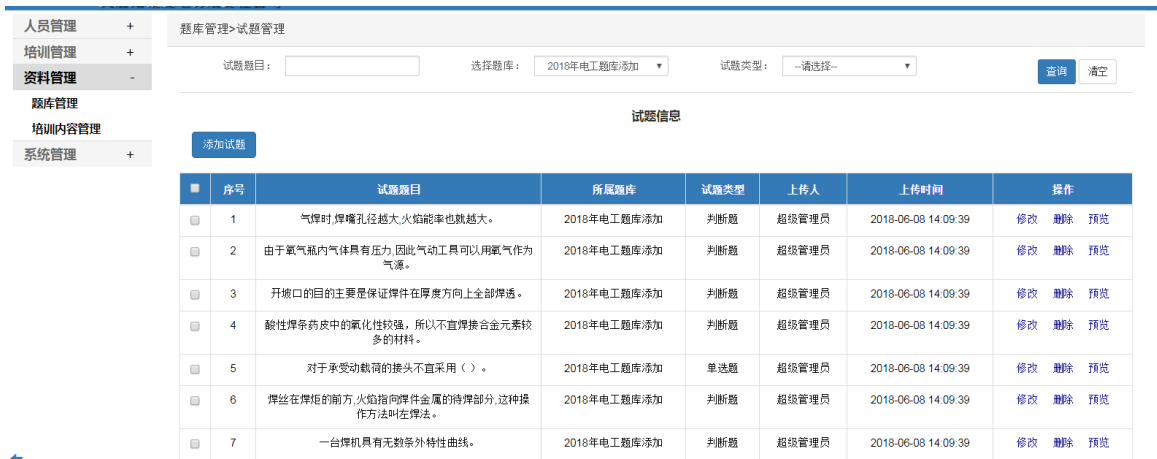 人员管理 +
培训管理 +
资料管理 -
题库管理
培训内容管理
系统管理 +
题库管理>试题管理
试题题目： 选择题库： 2018年电工题库添加 试题类型： --请选择-- 查询 清空
试题信息
添加试题
序号 试题题目 所属题库 试题类型 上传人 上传时间 操作
1 气焊时,焊嘴孔径越大,火焰能率也就越大。 2018年电工题库添加 判断题 超级管理员 2018-06-08 14:09:39 修改 删除 预览
2 由于氧气瓶内气体具有压力,因此气动工具可以用氧气作为 2018年电工题库添加 判断题 超级管理员 2018-06-08 14:09:39 修改 删除 预览
气源。
3 开坡口的目的主要是保证焊件在厚度方向上全部焊透。 2018年电工题库添加 判断题 超级管理员 2018-06-08 14:09:39 修改 删除 预览
4 酸性焊条药皮中的氧化性较强，所以不宜焊接合金元素较 2018年电工题库添加 判断题 超级管理员 2018-06-08 14:09:39 修改 删除 预览
多的材料。
5 对于承受动载荷的接头不宜采用（ ）。 2018年电工题库添加 单选题 超级管理员 2018-06-08 14:09:39 修改 删除 预览
6 焊丝在焊炬的前方,火焰指向焊件金属的待焊部分,这种操 2018年电工题库添加 判断题 超级管理员 2018-06-08 14:09:39 修改 删除 预览
作方法叫左焊法。
7 一台焊机具有无数条外特性曲线。 2018年电工题库添加 判断题 超级管理员 2018-06-08 14:09:39 修改 删除 预览